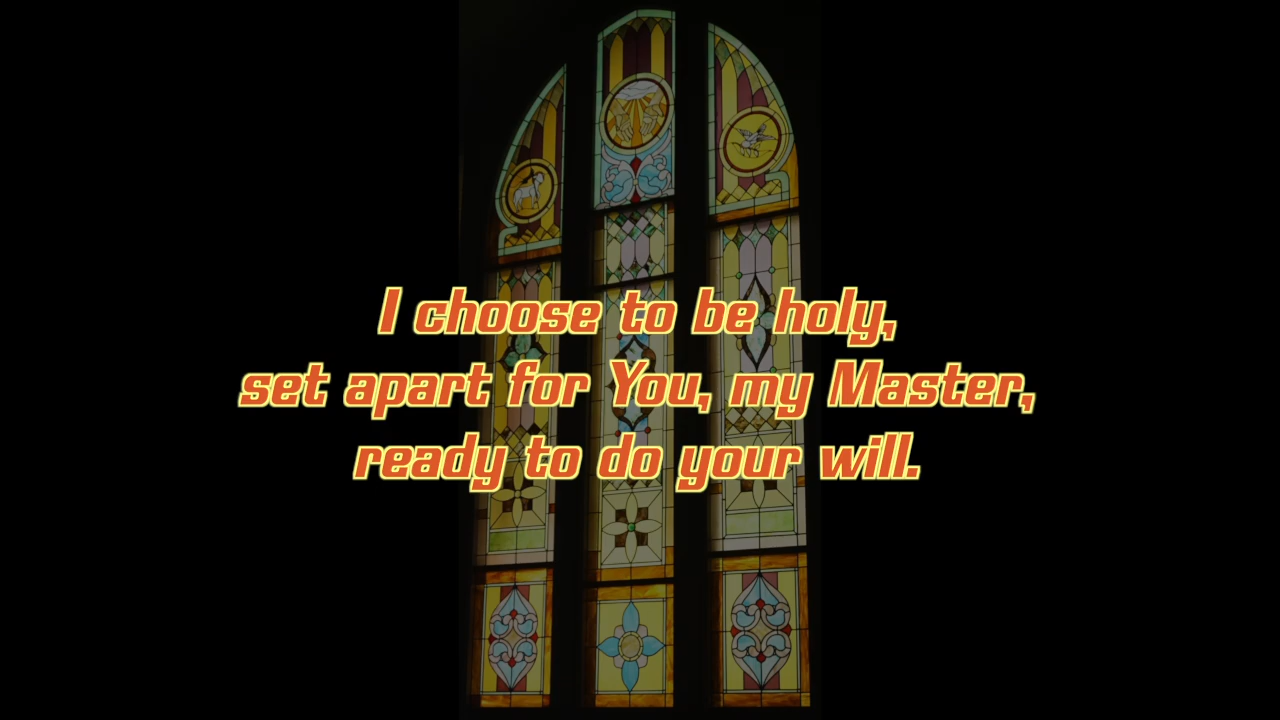 I choose to be holy,
set apart for You, my Master,
ready to do your will.